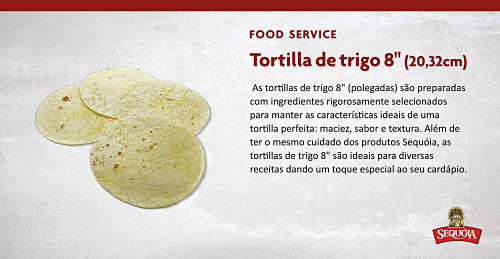 FOOD SERVICE
Tortilla de trigo 8" (20,32cm)
As tortillas de trigo 8" (polegadas) são preparadas
com ingredientes rigorosamente selecionados
para manter as características ideais de uma
tortilla perfeita: maciez, sabor e textura. Além de
ter o mesmo cuidado dos produtos Sequóia, as
tortillas de trigo 8" são ideais para diversas
receitas dando um toque especial ao seu cardápio.
SEQUOIA